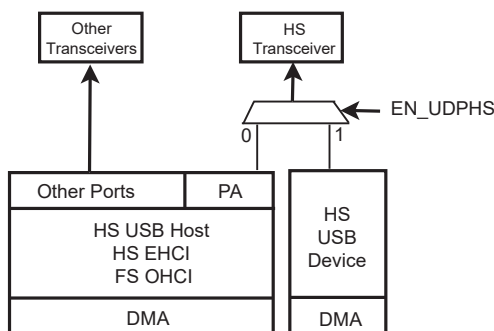 Other
Transceivers
HS
Transceiver
EN_UDPHS
0
1
Other Ports
PA
HS USB Host
HS EHCI
FS OHCI
DMA
HS
USB
Device
DMA